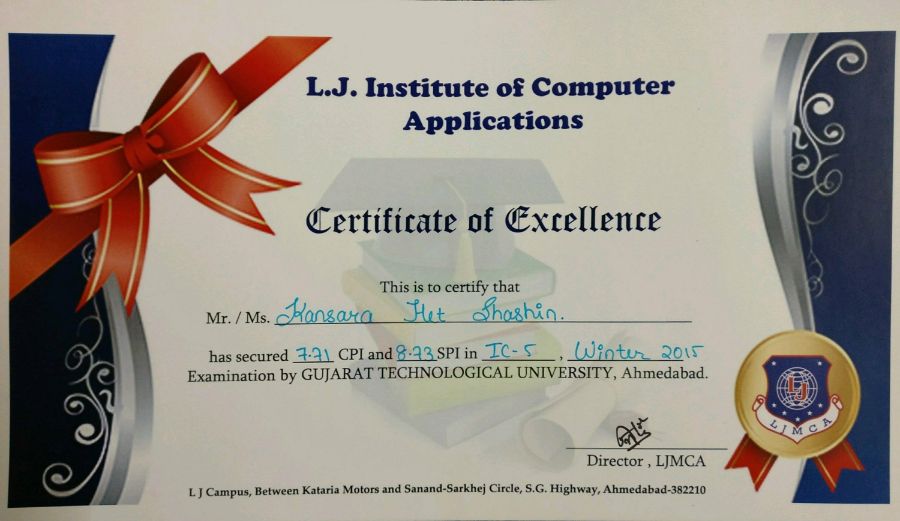 L.J. Institute of Computer
Applications
Certificate of Excellence
This is to certify that
Mr. / Ms. Kansara Het Shashin.
has secured 7.71 CPI and 8.73 SPI in IC-5, Winter 2015
Examination by GUJARAT TECHNOLOGICAL UNIVERSITY, Ahmedabad.
LJ
LJMCA
Director , LJMCA
L J Campus, Between Kataria Motors and Sanand-Sarkhej Circle, S.G. Highway, Ahmedabad-382210